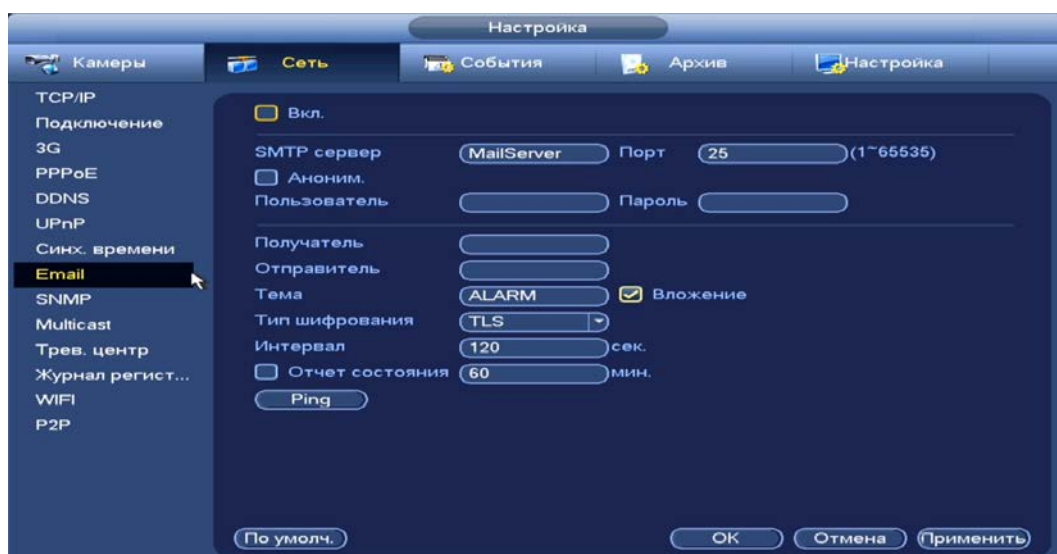 Настройка
Камеры Сеть События Архив Настройка
TCP/IP
Подключение
3G
PPPoE
DDNS
UPnP
Синх. времени
Email
SNMP
Multicast
Трев. центр
Журнал регист...
WIFI
P2P
Вкл.
SMTP сервер MailServer Порт 25 (1~65535)
Аноним.
Пользователь Пароль
Получатель
Отправитель
Тема ALARM Вложение
Тип шифрования TLS
Интервал 120 сек.
Отчет состояния 60 мин.
Ping
По умолч. OK Отмена Применить